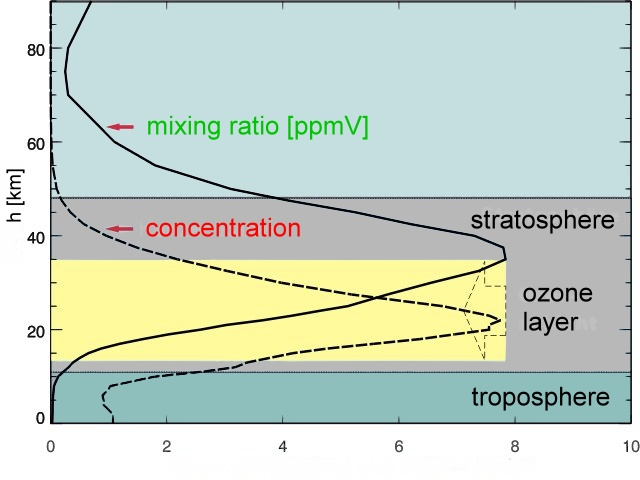 80
mixing ratio [ppmV]
60
h [km]
stratosphere
concentration
40
ozone
layer
20
troposphere
0
0 2 4 6 8 10